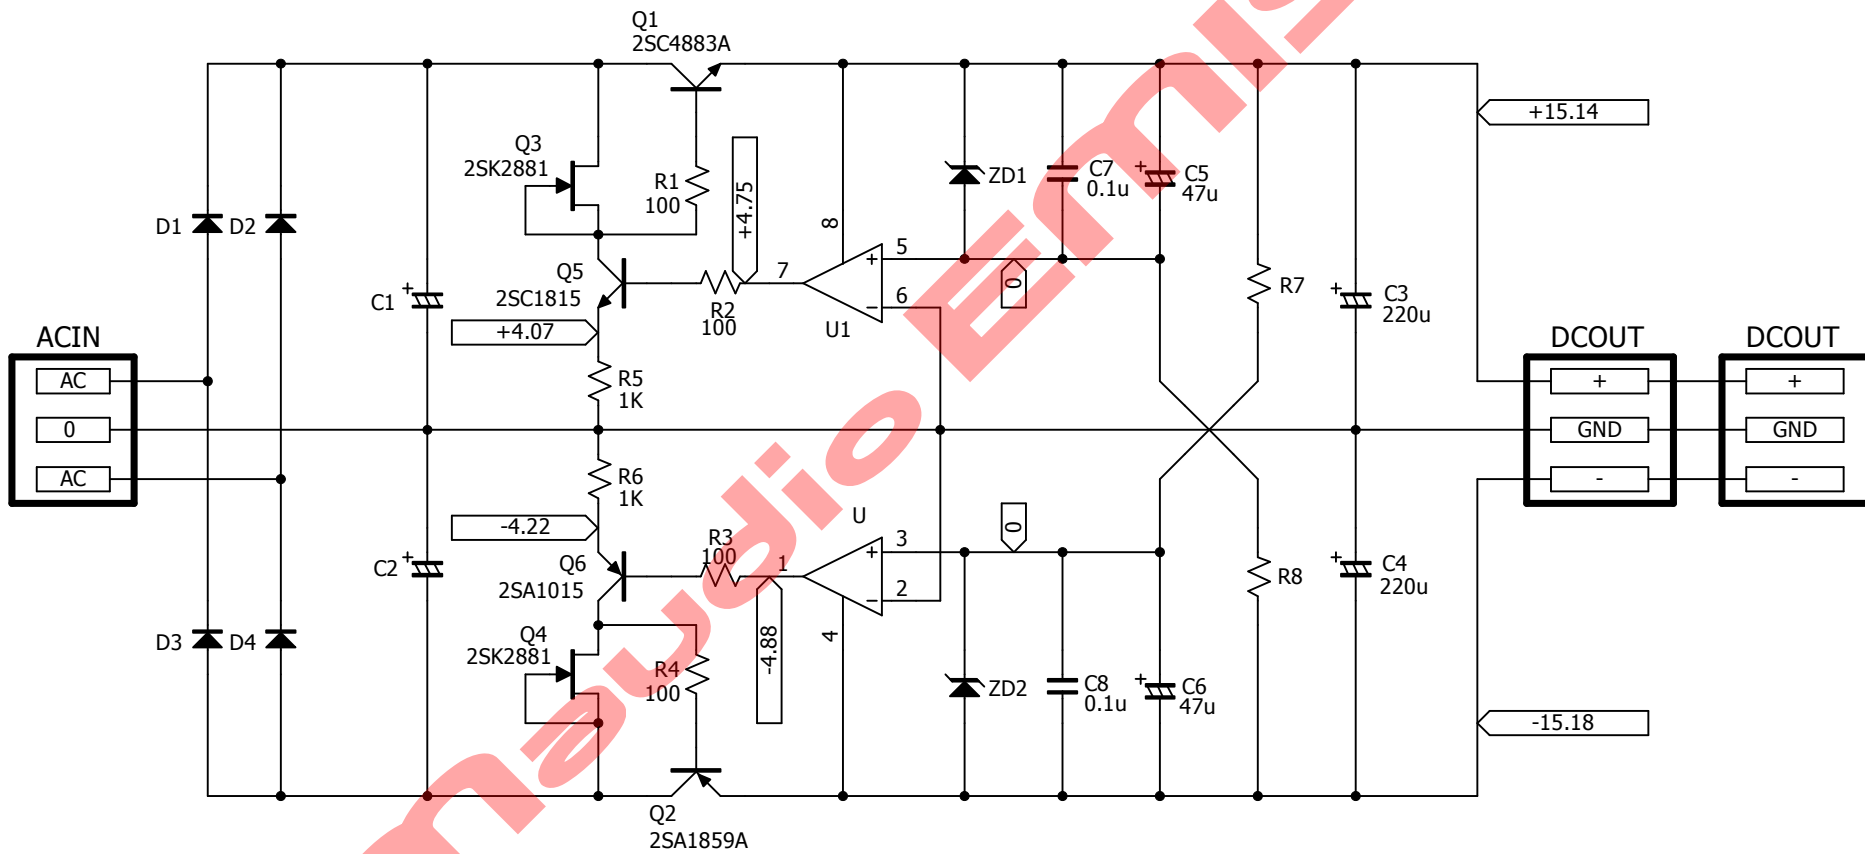 Q1
2SC4883A
+15.14
Q3
2SK2881
R1
100
+4.75
8
ZD1
C7
0.1u
+
C5
47u
D1
D2
Q5
2SC1815
7
+
5
6
-
0
R7
C1
+
R2
100
U1
+
C3
220u
+4.07
ACIN
DCOUT
DCOUT
AC
R5
1K
+
+
0
GND
GND
AC
R6
1K
-
-
-4.22
U
0
R3
100
1
+
3
2
-
C2
+
Q6
2SA1015
R8
+
C4
220u
D3
D4
Q4
2SK2881
R4
100
-4.88
4
ZD2
C8
0.1u
+
C6
47u
-15.18
Q2
2SA1859A